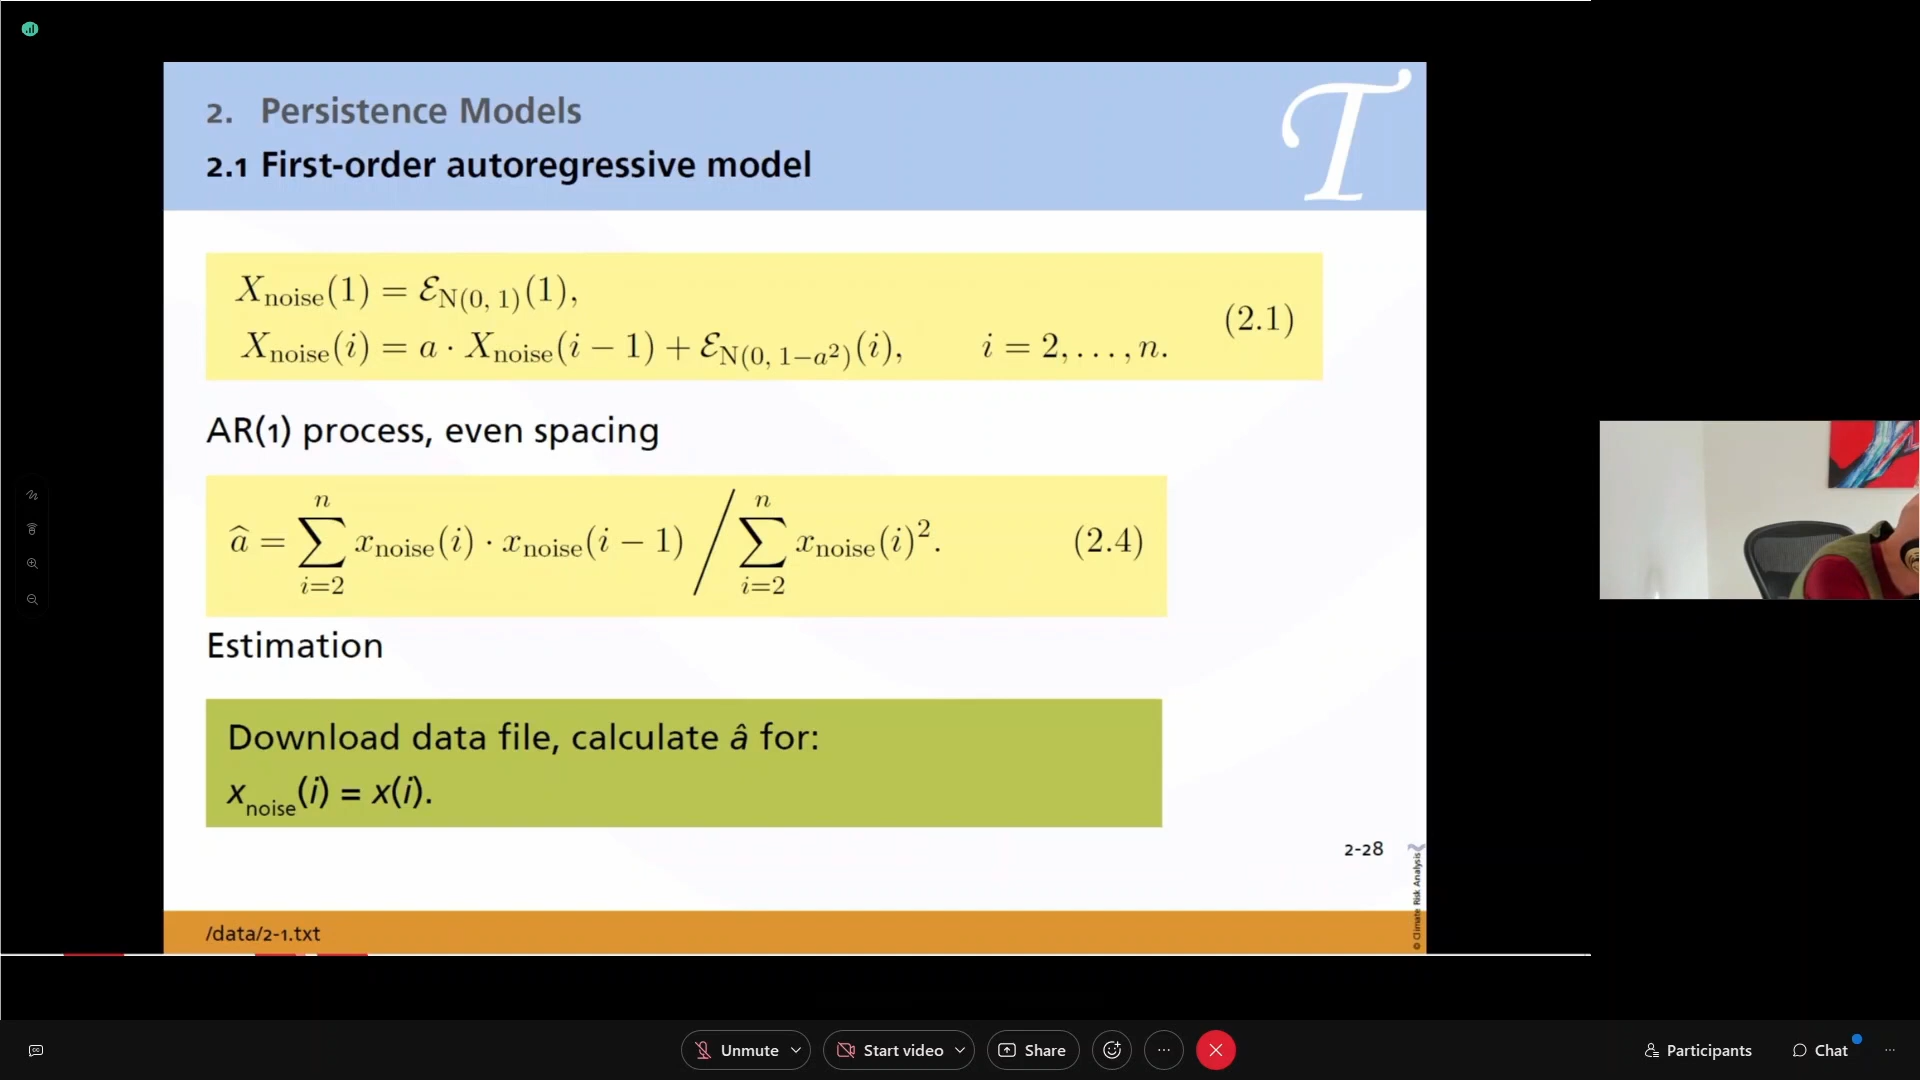 2. Persistence Models
2.1 First-order autoregressive model
T
X_noise(1) = ℰ_N(0, 1)(1),
X_noise(i) = a · X_noise(i − 1) + ℰ_N(0, 1−a²)(i), i = 2, . . . , n. (2.1)
AR(1) process, even spacing
â = ∑_{i=2}^{n} x_noise(i) · x_noise(i − 1) / ∑_{i=2}^{n} x_noise(i)². (2.4)
Estimation
Download data file, calculate â for:
x_noise(i) = x(i).
2-28
© Climate Risk Analysis
/data/2-1.txt
Unmute
Start video
Share
Participants
Chat